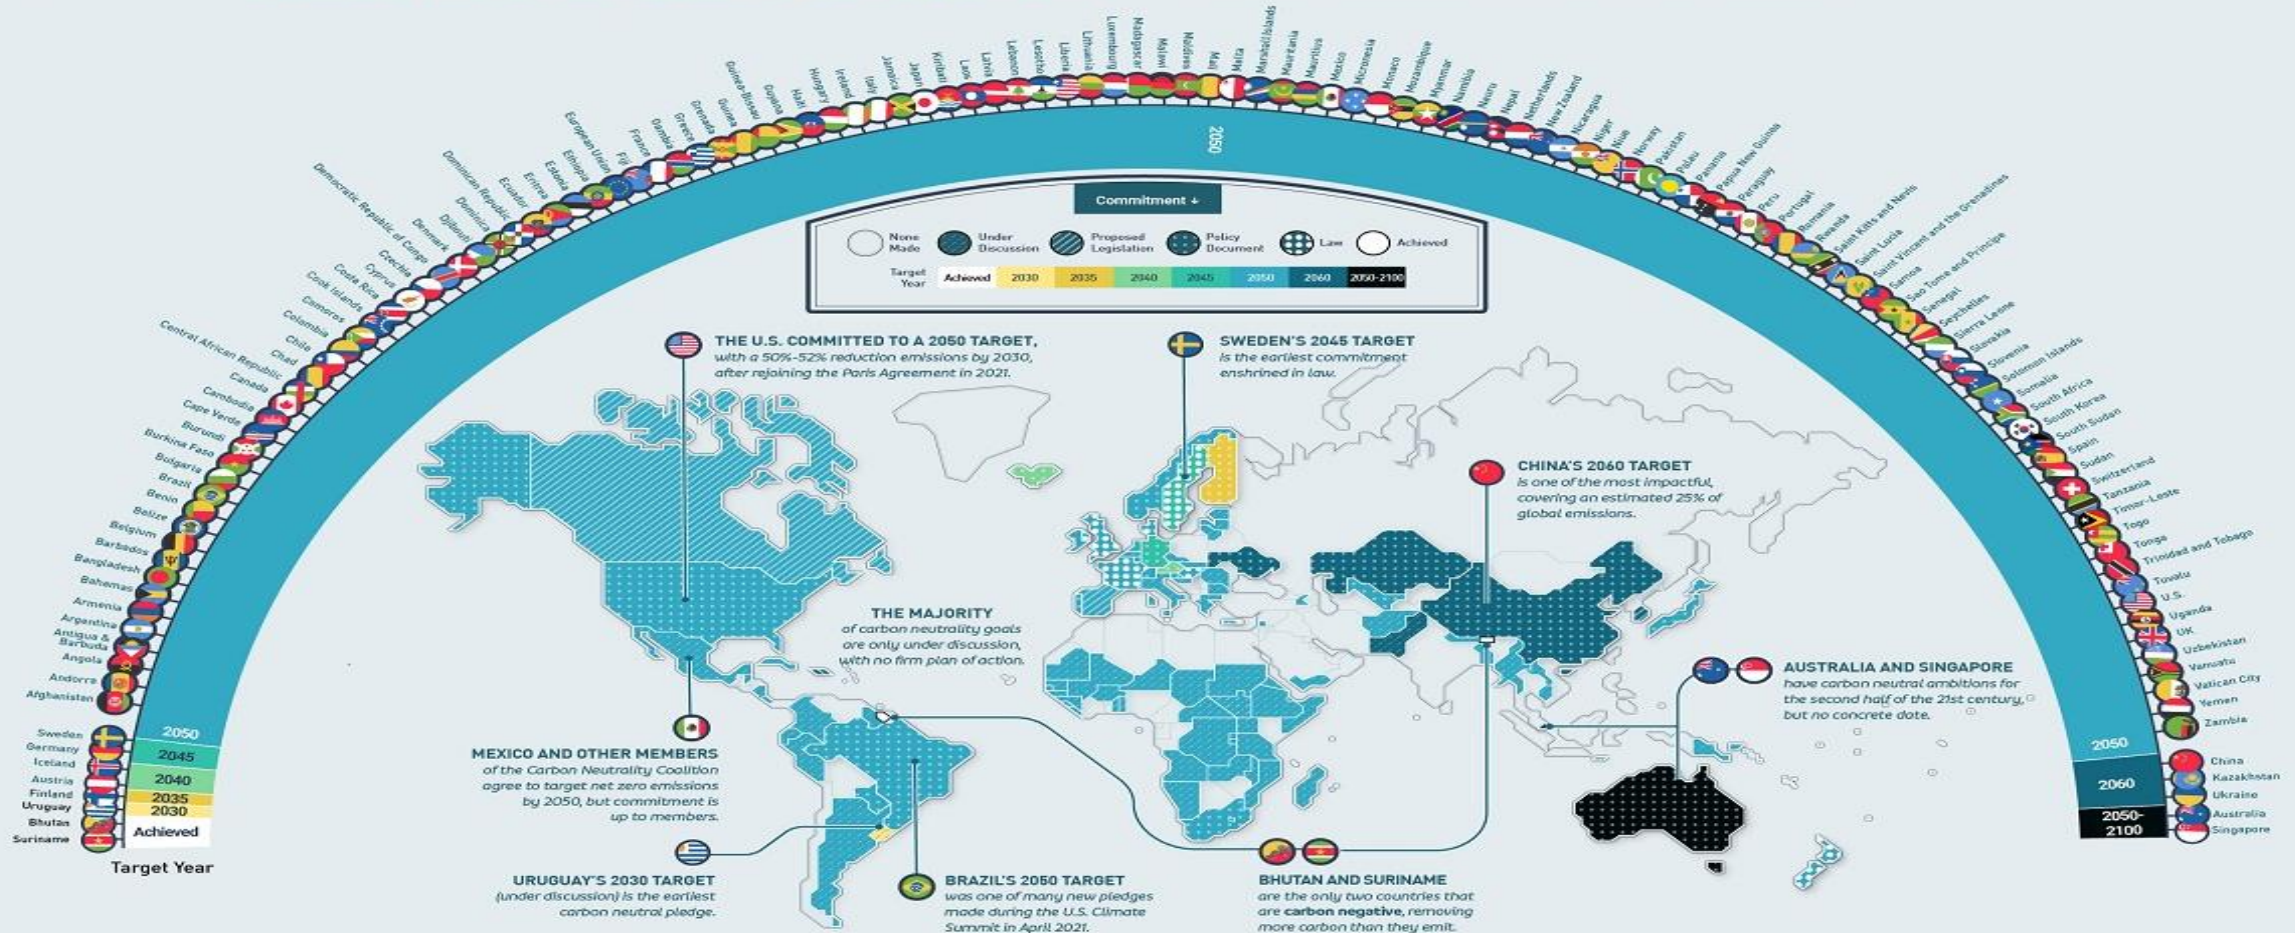 Sweden
Germany
Iceland
Austria
Finland
Uruguay
Bhutan
Suriname
2050
2045
2040
2035
2030
Achieved
Target Year
Afghanistan
Andorra
Angola
Antigua &
Barbuda
Argentina
Armenia
Bahamas
Bangladesh
Barbados
Belgium
Belize
Benin
Brazil
Bulgaria
Burkina Faso
Burundi
Cape Verde
Cambodia
Canada
Central African Republic
Chad
Chile
Colombia
Comoros
Cook Islands
Costa Rica
Cyprus
Czechia
Democratic Republic of Congo
Denmark
Djibouti
Dominica
Dominican Republic
Ecuador
Eritrea
Estonia
Ethiopia
European Union
Fiji
France
Gambia
Greece
Grenada
Guinea
Guinea-Bissau
Guyana
Haiti
Hungary
Ireland
Italy
Jamaica
Japan
Kiribati
Laos
Latvia
Lebanon
Lesotho
Liberia
Lithuania
Luxembourg
Madagascar
Malawi
Maldives
Mali
Malta
Marshall Islands
Mauritania
Mauritius
Mexico
Micronesia
Monaco
Mozambique
Myanmar
Namibia
Nauru
Nepal
Netherlands
New Zealand
Nicaragua
Niger
Niue
Norway
Pakistan
Palau
Panama
Papua New Guinea
Paraguay
Peru
Portugal
Rumania
Rwanda
Saint Kitts and Nevis
Saint Lucia
Saint Vincent and the Grenadines
Samoa
Sao Tome and Principe
Senegal
Seychelles
Sierra Leone
Slovakia
Slovenia
Solomon Islands
Somalia
South Africa
South Korea
South Sudan
Spain
Sudan
Switzerland
Tanzania
Timor-Leste
Togo
Tonga
Trinidad and Tobago
Tuvalu
U.S.
Uganda
UK
Uzbekistan
Vanuatu
Vatican City
Yemen
Zambia
China
Kazakhstan
Ukraine
Australia
Singapore
2050
2050
2060
2050-
2100
Commitment ↓
None
Made
Under
Discussion
Proposed
Legislation
Policy
Document
Law
Achieved
Target
Year
Achieved 2030 2035 2040 2045 2050 2060 2050-2100
THE U.S. COMMITTED TO A 2050 TARGET,
with a 50%-52% reduction emissions by 2030,
after rejoining the Paris Agreement in 2021.
SWEDEN'S 2045 TARGET
is the earliest commitment
enshrined in law.
CHINA'S 2060 TARGET
is one of the most impactful,
covering an estimated 25% of
global emissions.
THE MAJORITY
of carbon neutrality goals
are only under discussion,
with no firm plan of action.
AUSTRALIA AND SINGAPORE
have carbon neutral ambitions for
the second half of the 21st century,
but no concrete date.
MEXICO AND OTHER MEMBERS
of the Carbon Neutrality Coalition
agree to target net zero emissions
by 2050, but commitment is
up to members.
URUGUAY'S 2030 TARGET
(under discussion) is the earliest
carbon neutral pledge.
BRAZIL'S 2050 TARGET
was one of many new pledges
made during the U.S. Climate
Summit in April 2021.
BHUTAN AND SURINAME
are the only two countries that
are carbon negative, removing
more carbon than they emit.